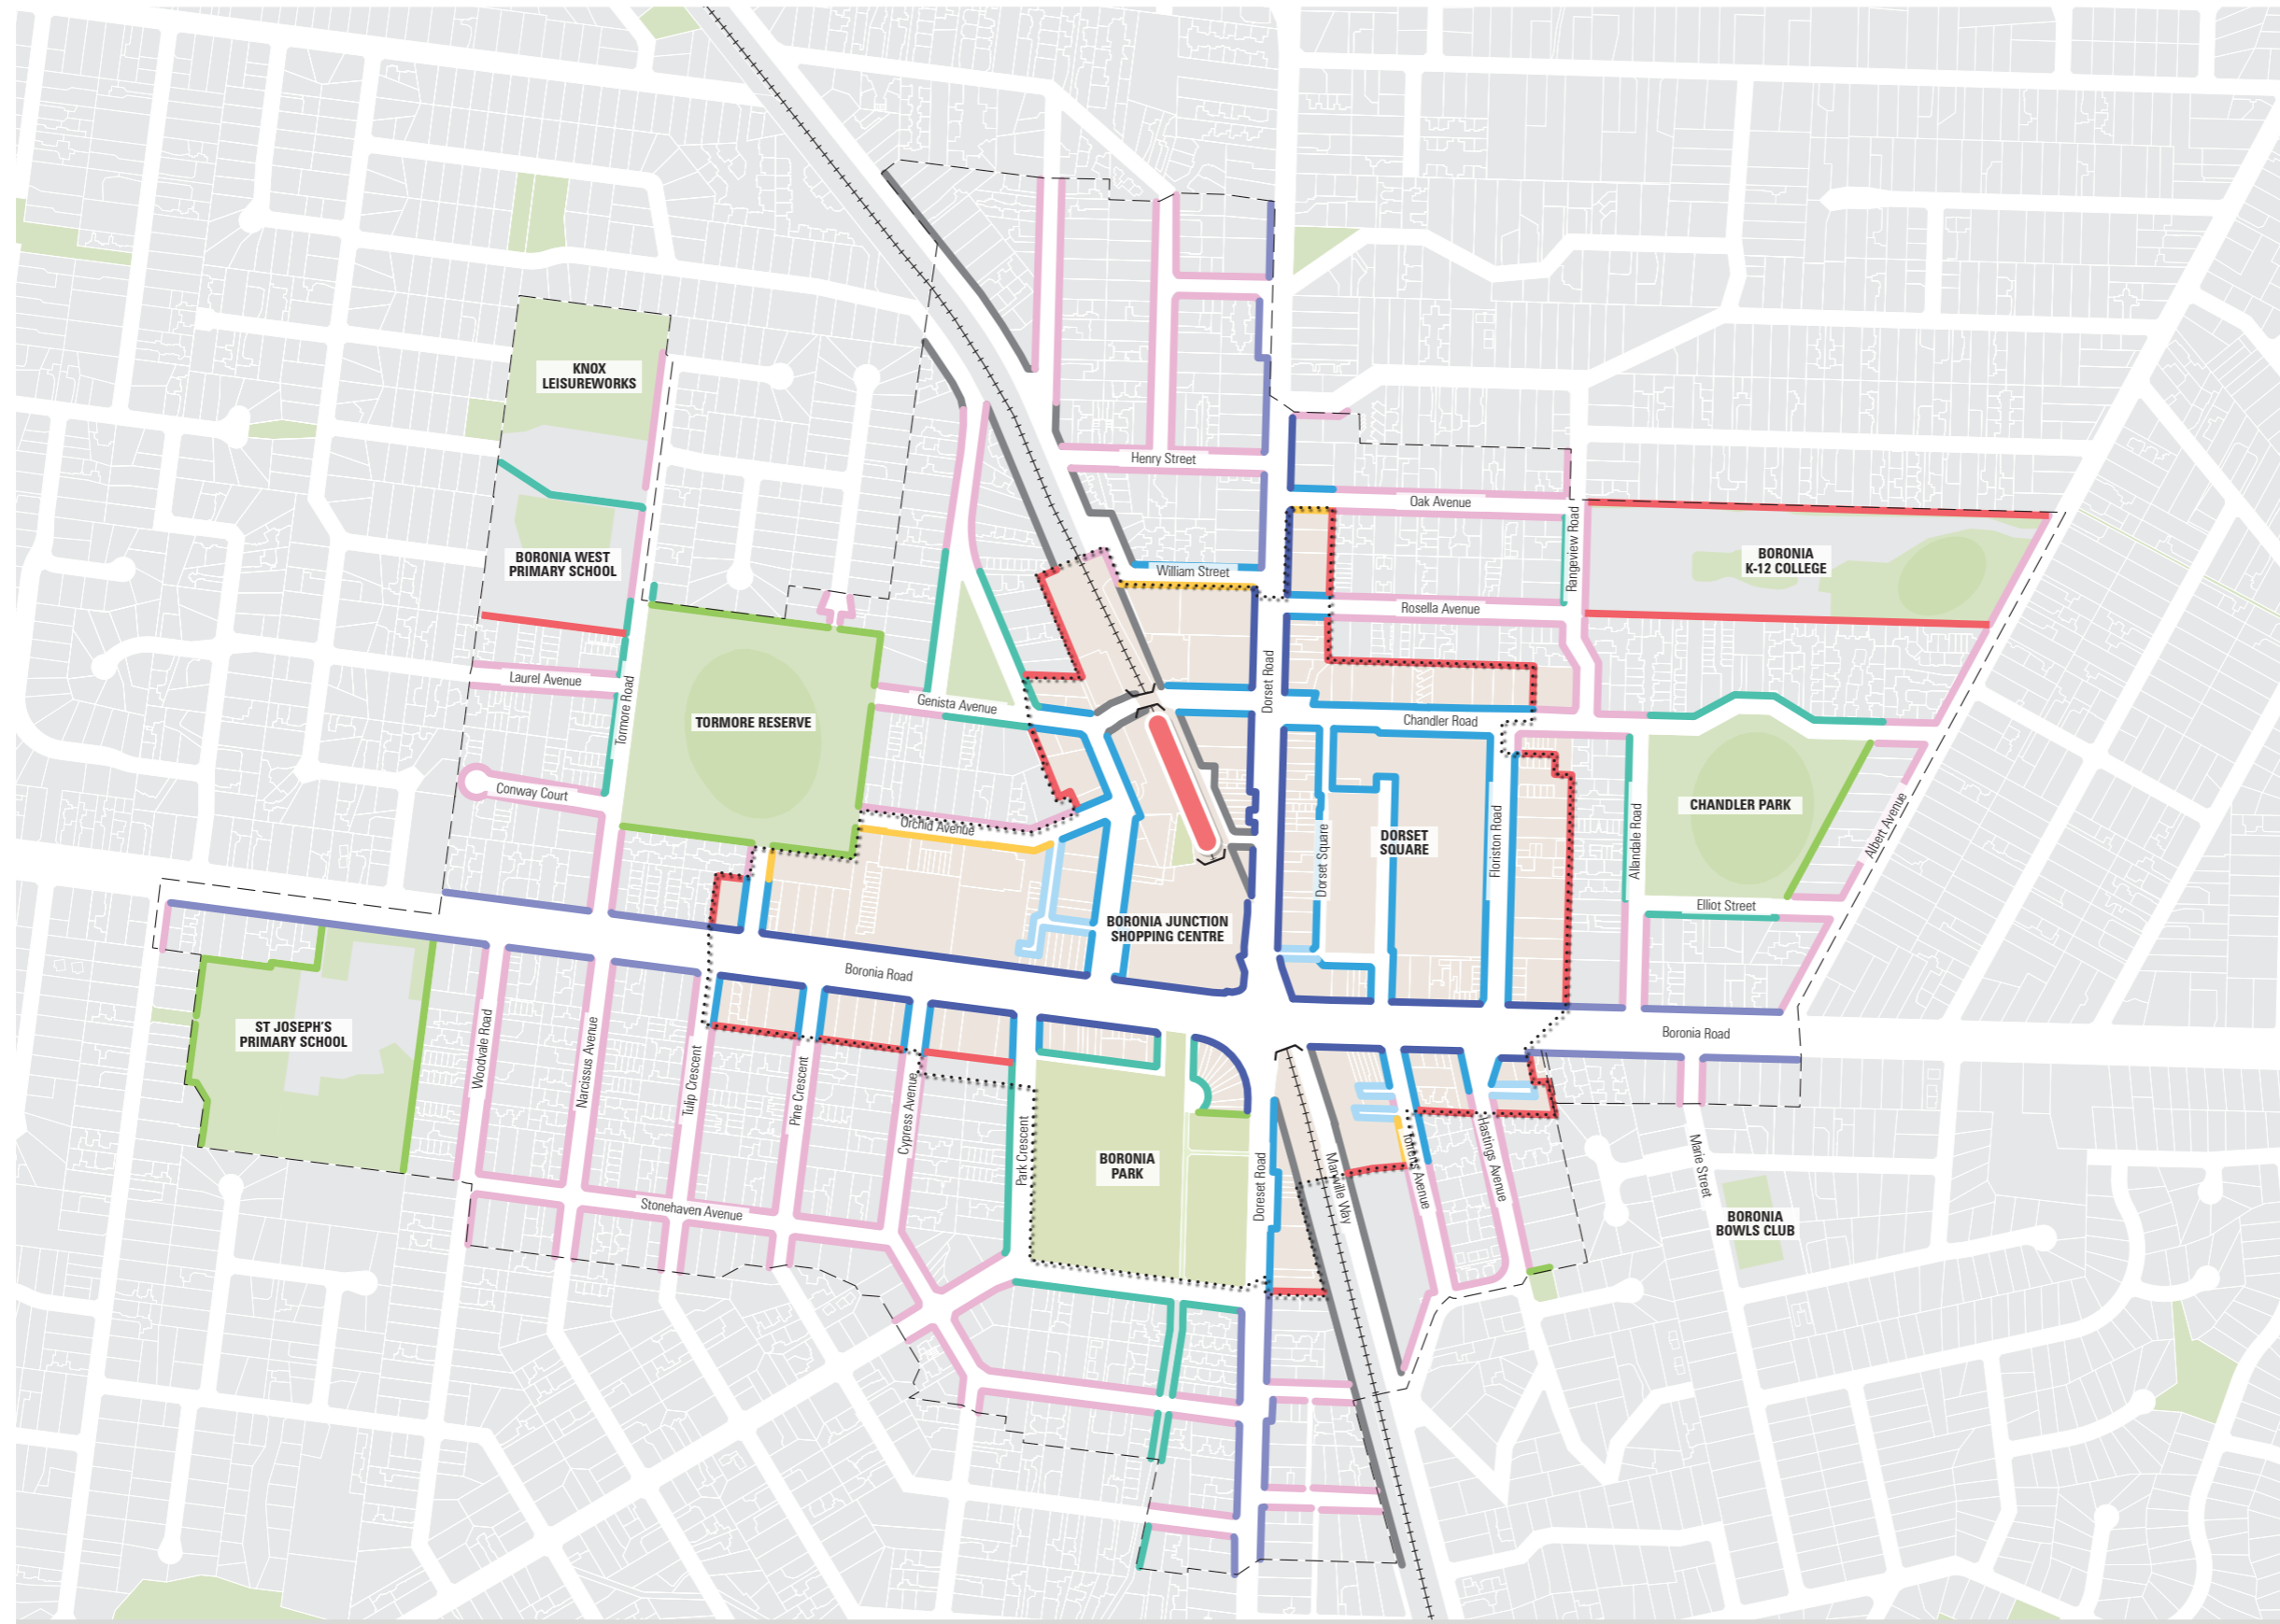 KNOX
LEISUREWORKS
Henry Street
Oak Avenue
BORONIA WEST
PRIMARY SCHOOL
William Street
Rangeview Road
BORONIA
K-12 COLLEGE
Rosella Avenue
Laurel Avenue
Tormore Road
TORMORE RESERVE
Genista Avenue
Dorset Road
Chandler Road
Conway Court
Orchid Avenue
Dorset Square
DORSET
SQUARE
Floriston Road
Allandale Road
CHANDLER PARK
Albert Avenue
Elliot Street
BORONIA JUNCTION
SHOPPING CENTRE
Boronia Road
ST JOSEPH'S
PRIMARY SCHOOL
Boronia Road
Woodvale Road
Narcissus Avenue
Tulip Crescent
Pine Crescent
Cypress Avenue
Park Crescent
BORONIA
PARK
Doreset Road
Marville Way
Avenue
Hastings Avenue
Marie Street
BORONIA
BOWLS CLUB
Stonehaven Avenue